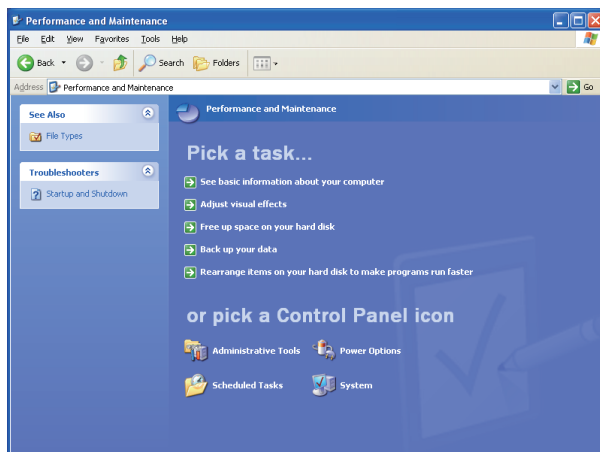 Performance and Maintenance
File Edit View Favorites Tools Help
Back Search Folders
Address Performance and Maintenance Go
See Also
File Types
Troubleshooters
Startup and Shutdown
Performance and Maintenance
Pick a task...
See basic information about your computer
Adjust visual effects
Free up space on your hard disk
Back up your data
Rearrange items on your hard disk to make programs run faster
or pick a Control Panel icon
Administrative Tools Power Options
Scheduled Tasks System